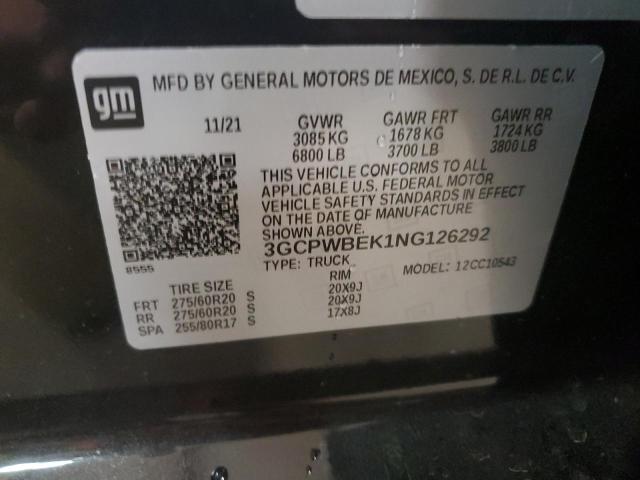 gm
MFD BY GENERAL MOTORS DE MEXICO, S. DE R.L. DE C.V.
11/21 GVWR GAWR FRT GAWR RR
3085 KG 1678 KG 1724 KG
6800 LB 3700 LB 3800 LB
THIS VEHICLE CONFORMS TO ALL
APPLICABLE U.S. FEDERAL MOTOR
VEHICLE SAFETY STANDARDS IN EFFECT
ON THE DATE OF MANUFACTURE
SHOWN ABOVE.
3GCPWBEK1NG126292
8555
TYPE: TRUCK MODEL: 12CC10543
TIRE SIZE RIM
FRT 275/60R20 S 20X9J
RR 275/60R20 S 20X9J
SPA 255/80R17 S 17X8J